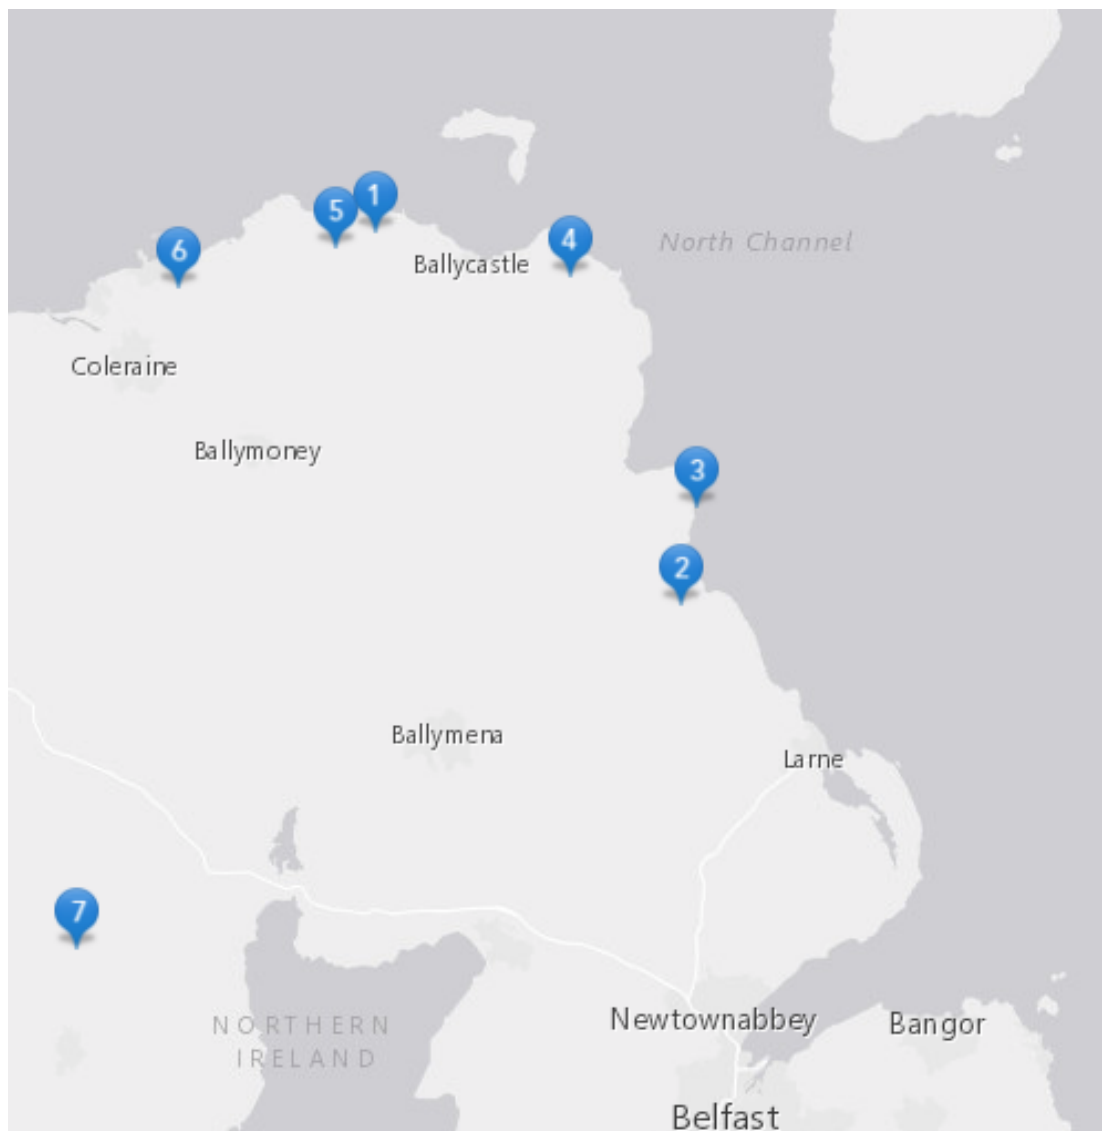 1
5
4
6
North Channel
Ballycastle
Coleraine
Ballymoney
3
2
Ballymena
Larne
7
Newtownabbey
NORTHERN
IRELAND
Bangor
Belfast